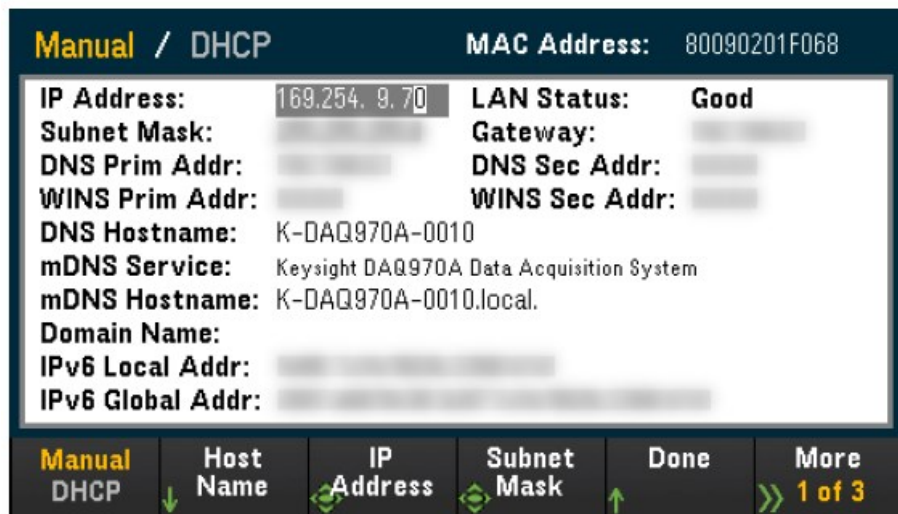 Manual / DHCP MAC Address: 80090201F068
IP Address: 169.254. 9. 70 LAN Status: Good
Subnet Mask: Gateway:
DNS Prim Addr: DNS Sec Addr:
WINS Prim Addr: WINS Sec Addr:
DNS Hostname: K-DAQ970A-0010
mDNS Service: Keysight DAQ970A Data Acquisition System
mDNS Hostname: K-DAQ970A-0010.local.
Domain Name:
IPv6 Local Addr:
IPv6 Global Addr:
Manual Host IP Subnet Done More
DHCP Name Address Mask 1 of 3